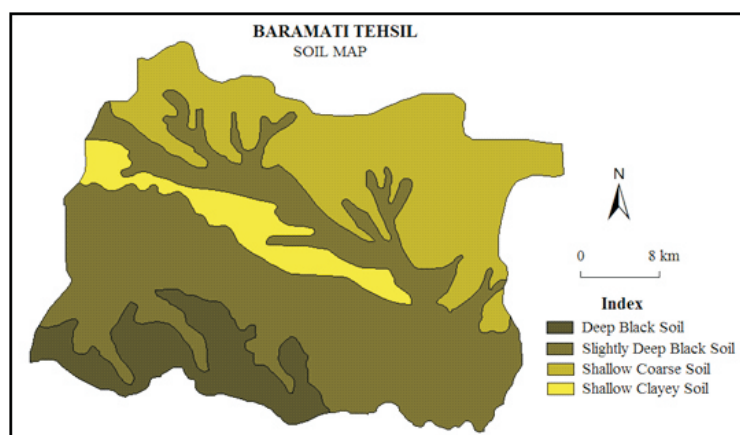 BARAMATI TEHSIL
SOIL MAP
N
0 8 km
Index
Deep Black Soil
Slightly Deep Black Soil
Shallow Coarse Soil
Shallow Clayey Soil